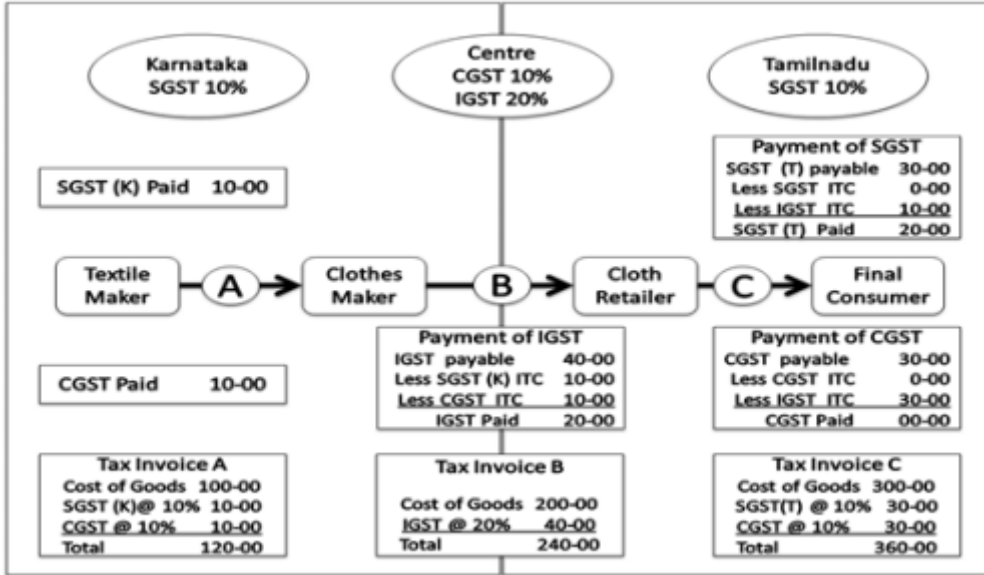 Karnataka
SGST 10%
Centre
CGST 10%
IGST 20%
Tamilnadu
SGST 10%
SGST (K) Paid 10-00
Payment of SGST
SGST (T) payable 30-00
Less SGST ITC 0-00
Less IGST ITC 10-00
SGST (T) Paid 20-00
Textile
Maker
A
Clothes
Maker
B
Cloth
Retailer
C
Final
Consumer
CGST Paid 10-00
Payment of IGST
IGST payable 40-00
Less SGST (K) ITC 10-00
Less CGST ITC 10-00
IGST Paid 20-00
Payment of CGST
CGST payable 30-00
Less CGST ITC 0-00
Less IGST ITC 30-00
CGST Paid 00-00
Tax Invoice A
Cost of Goods 100-00
SGST (K)@ 10% 10-00
CGST @ 10% 10-00
Total 120-00
Tax Invoice B
Cost of Goods 200-00
IGST @ 20% 40-00
Total 240-00
Tax Invoice C
Cost of Goods 300-00
SGST(T) @ 10% 30-00
CGST @ 10% 30-00
Total 360-00